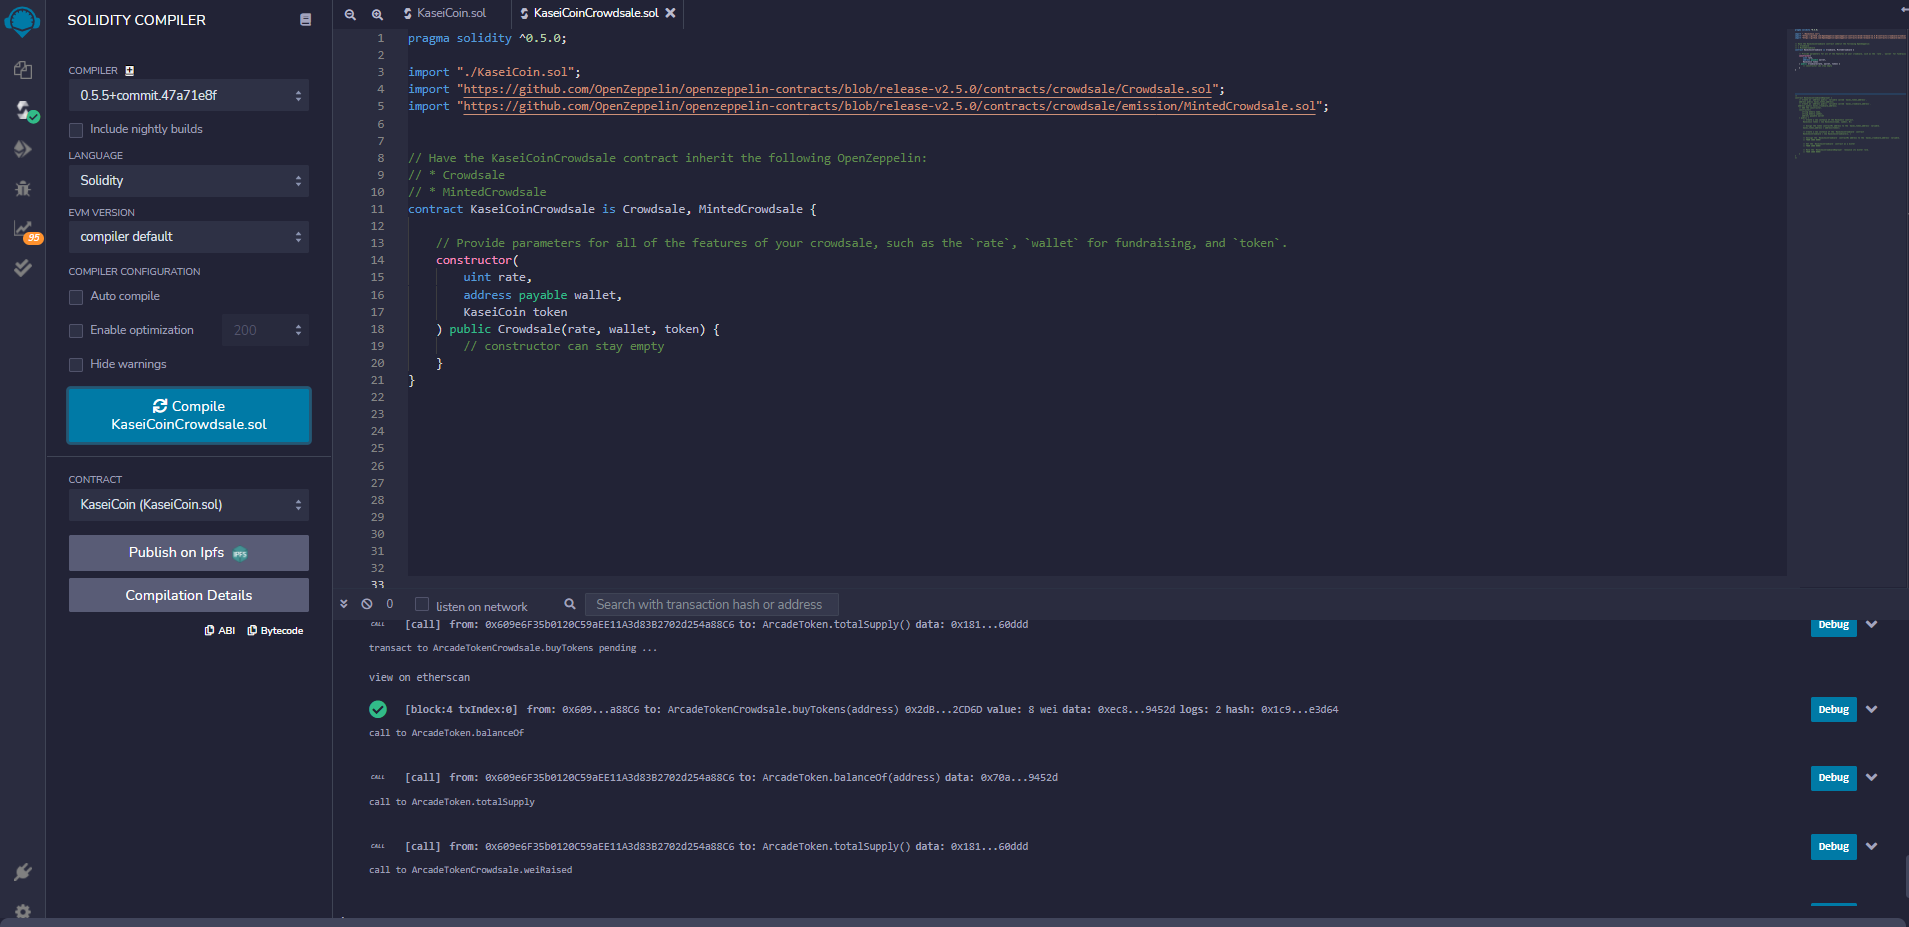 SOLIDITY COMPILER
COMPILER
0.5.5+commit.47a71e8f
Include nightly builds
LANGUAGE
Solidity
EVM VERSION
compiler default
COMPILER CONFIGURATION
Auto compile
Enable optimization 200
Hide warnings
Compile
KaseiCoinCrowdsale.sol
CONTRACT
KaseiCoin (KaseiCoin.sol)
Publish on Ipfs IPFS
Compilation Details
ABI Bytecode
95
KaseiCoin.sol KaseiCoinCrowdsale.sol
1 pragma solidity ^0.5.0;
2
3 import "./KaseiCoin.sol";
4 import "https://github.com/OpenZeppelin/openzeppelin-contracts/blob/release-v2.5.0/contracts/crowdsale/Crowdsale.sol";
5 import "https://github.com/OpenZeppelin/openzeppelin-contracts/blob/release-v2.5.0/contracts/crowdsale/emission/MintedCrowdsale.sol";
6
7
8 // Have the KaseiCoinCrowdsale contract inherit the following OpenZeppelin:
9 // * Crowdsale
10 // * MintedCrowdsale
11 contract KaseiCoinCrowdsale is Crowdsale, MintedCrowdsale {
12
13 // Provide parameters for all of the features of your crowdsale, such as the `rate`, `wallet` for fundraising, and `token`.
14 constructor(
15 uint rate,
16 address payable wallet,
17 KaseiCoin token
18 ) public Crowdsale(rate, wallet, token) {
19 // constructor can stay empty
20 }
21 }
22
23
24
25
26
27
28
29
30
31
32
33
0 listen on network Search with transaction hash or address
CALL [call] from: 0x609e6F35b0120C59aEE11A3d83B2702d254a88C6 to: ArcadeToken.totalSupply() data: 0x181...60ddd Debug
transact to ArcadeTokenCrowdsale.buyTokens pending ...
view on etherscan
[block:4 txIndex:0] from: 0x609...a88C6 to: ArcadeTokenCrowdsale.buyTokens(address) 0x2dB...2CD6D value: 8 wei data: 0xec8...9452d logs: 2 hash: 0x1c9...e3d64 Debug
call to ArcadeToken.balanceOf
CALL [call] from: 0x609e6F35b0120C59aEE11A3d83B2702d254a88C6 to: ArcadeToken.balanceOf(address) data: 0x70a...9452d Debug
call to ArcadeToken.totalSupply
CALL [call] from: 0x609e6F35b0120C59aEE11A3d83B2702d254a88C6 to: ArcadeToken.totalSupply() data: 0x181...60ddd Debug
call to ArcadeTokenCrowdsale.weiRaised